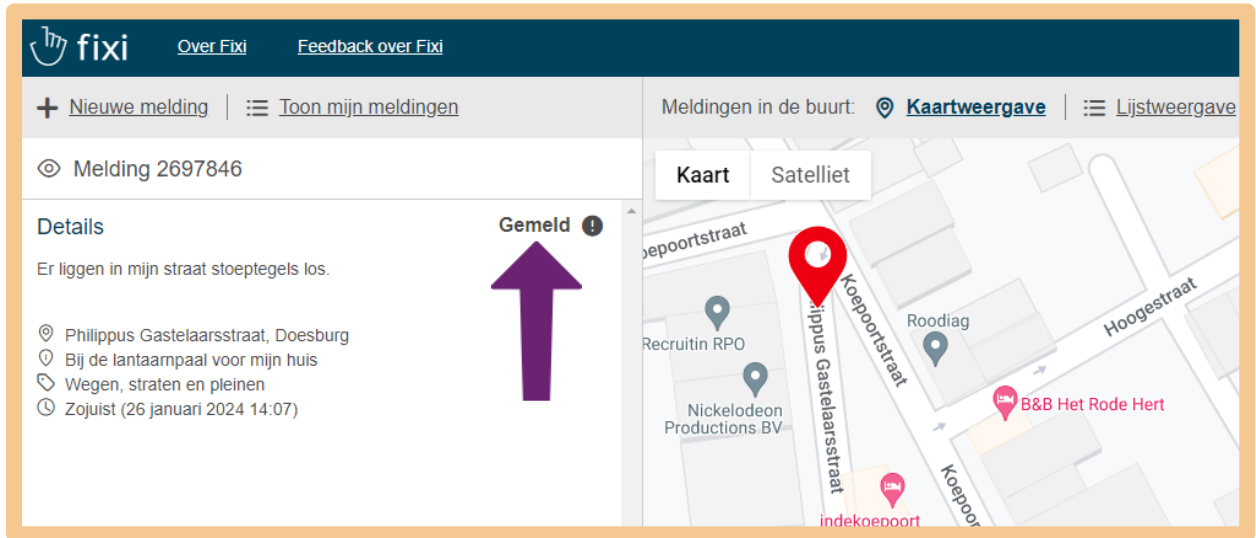 fixi Over Fixi Feedback over Fixi
Nieuwe melding Toon mijn meldingen
Meldingen in de buurt: Kaartweergave Lijstweergave
Melding 2697846
Details
Gemeld
Er liggen in mijn straat stoeptegels los.
Philippus Gastelaarsstraat, Doesburg
Bij de lantaarnpaal voor mijn huis
Wegen, straten en pleinen
Zojuist (26 januari 2024 14:07)
Kaart Satelliet
oepoortstraat
Koepoortstraat
Hoogestraat
Roodiag
Recruitin RPO
ippus Gastelaarsstraat
Nickelodeon
Productions BV
B&B Het Rode Hert
Koepoor
indekoepoort